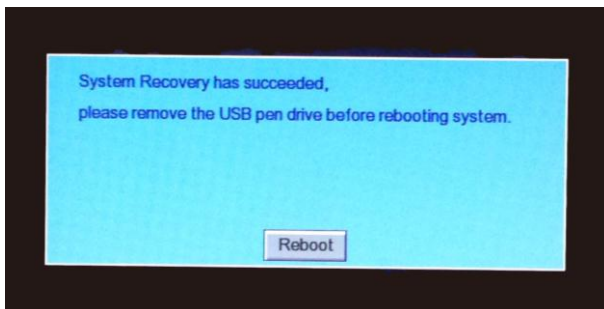 System Recovery has succeeded,
please remove the USB pen drive before rebooting system.
Reboot